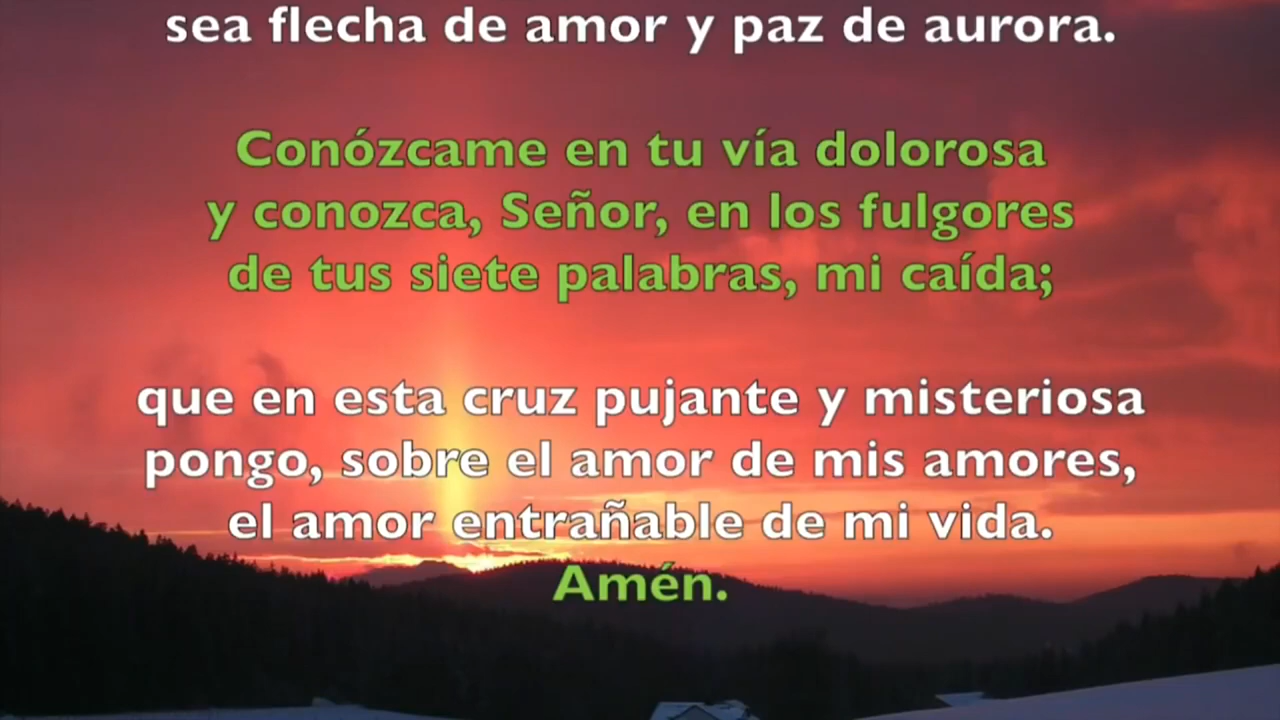 sea flecha de amor y paz de aurora.
Conózcame en tu vía dolorosa
y conozca, Señor, en los fulgores
de tus siete palabras, mi caída;
que en esta cruz pujante y misteriosa
pongo, sobre el amor de mis amores,
el amor entrañable de mi vida.
Amén.